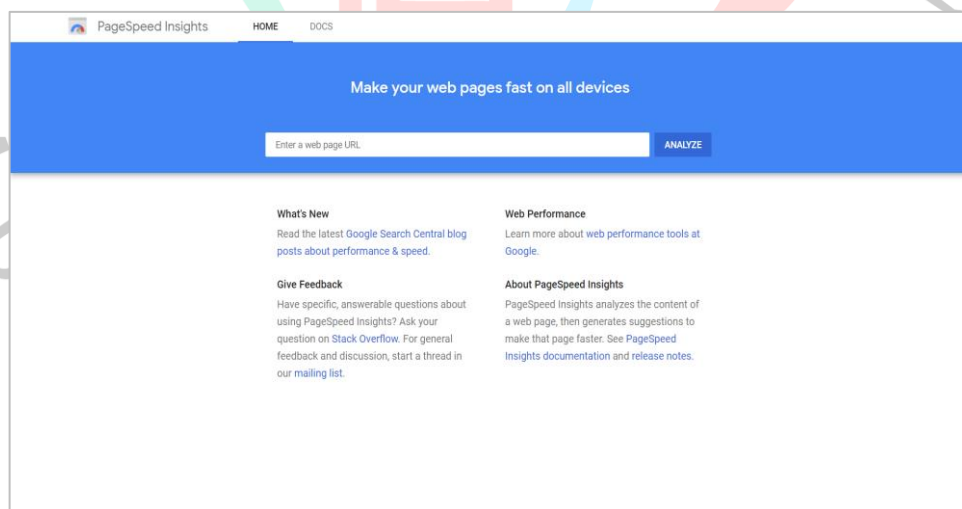 PageSpeed Insights
HOME
DOCS
Make your web pages fast on all devices
Enter a web page URL
ANALYZE
What's New
Read the latest Google Search Central blog
posts about performance & speed.
Give Feedback
Have specific, answerable questions about
using PageSpeed Insights? Ask your
question on Stack Overflow. For general
feedback and discussion, start a thread in
our mailing list.
Web Performance
Learn more about web performance tools at
Google.
About PageSpeed Insights
PageSpeed Insights analyzes the content of
a web page, then generates suggestions to
make that page faster. See PageSpeed
Insights documentation and release notes.